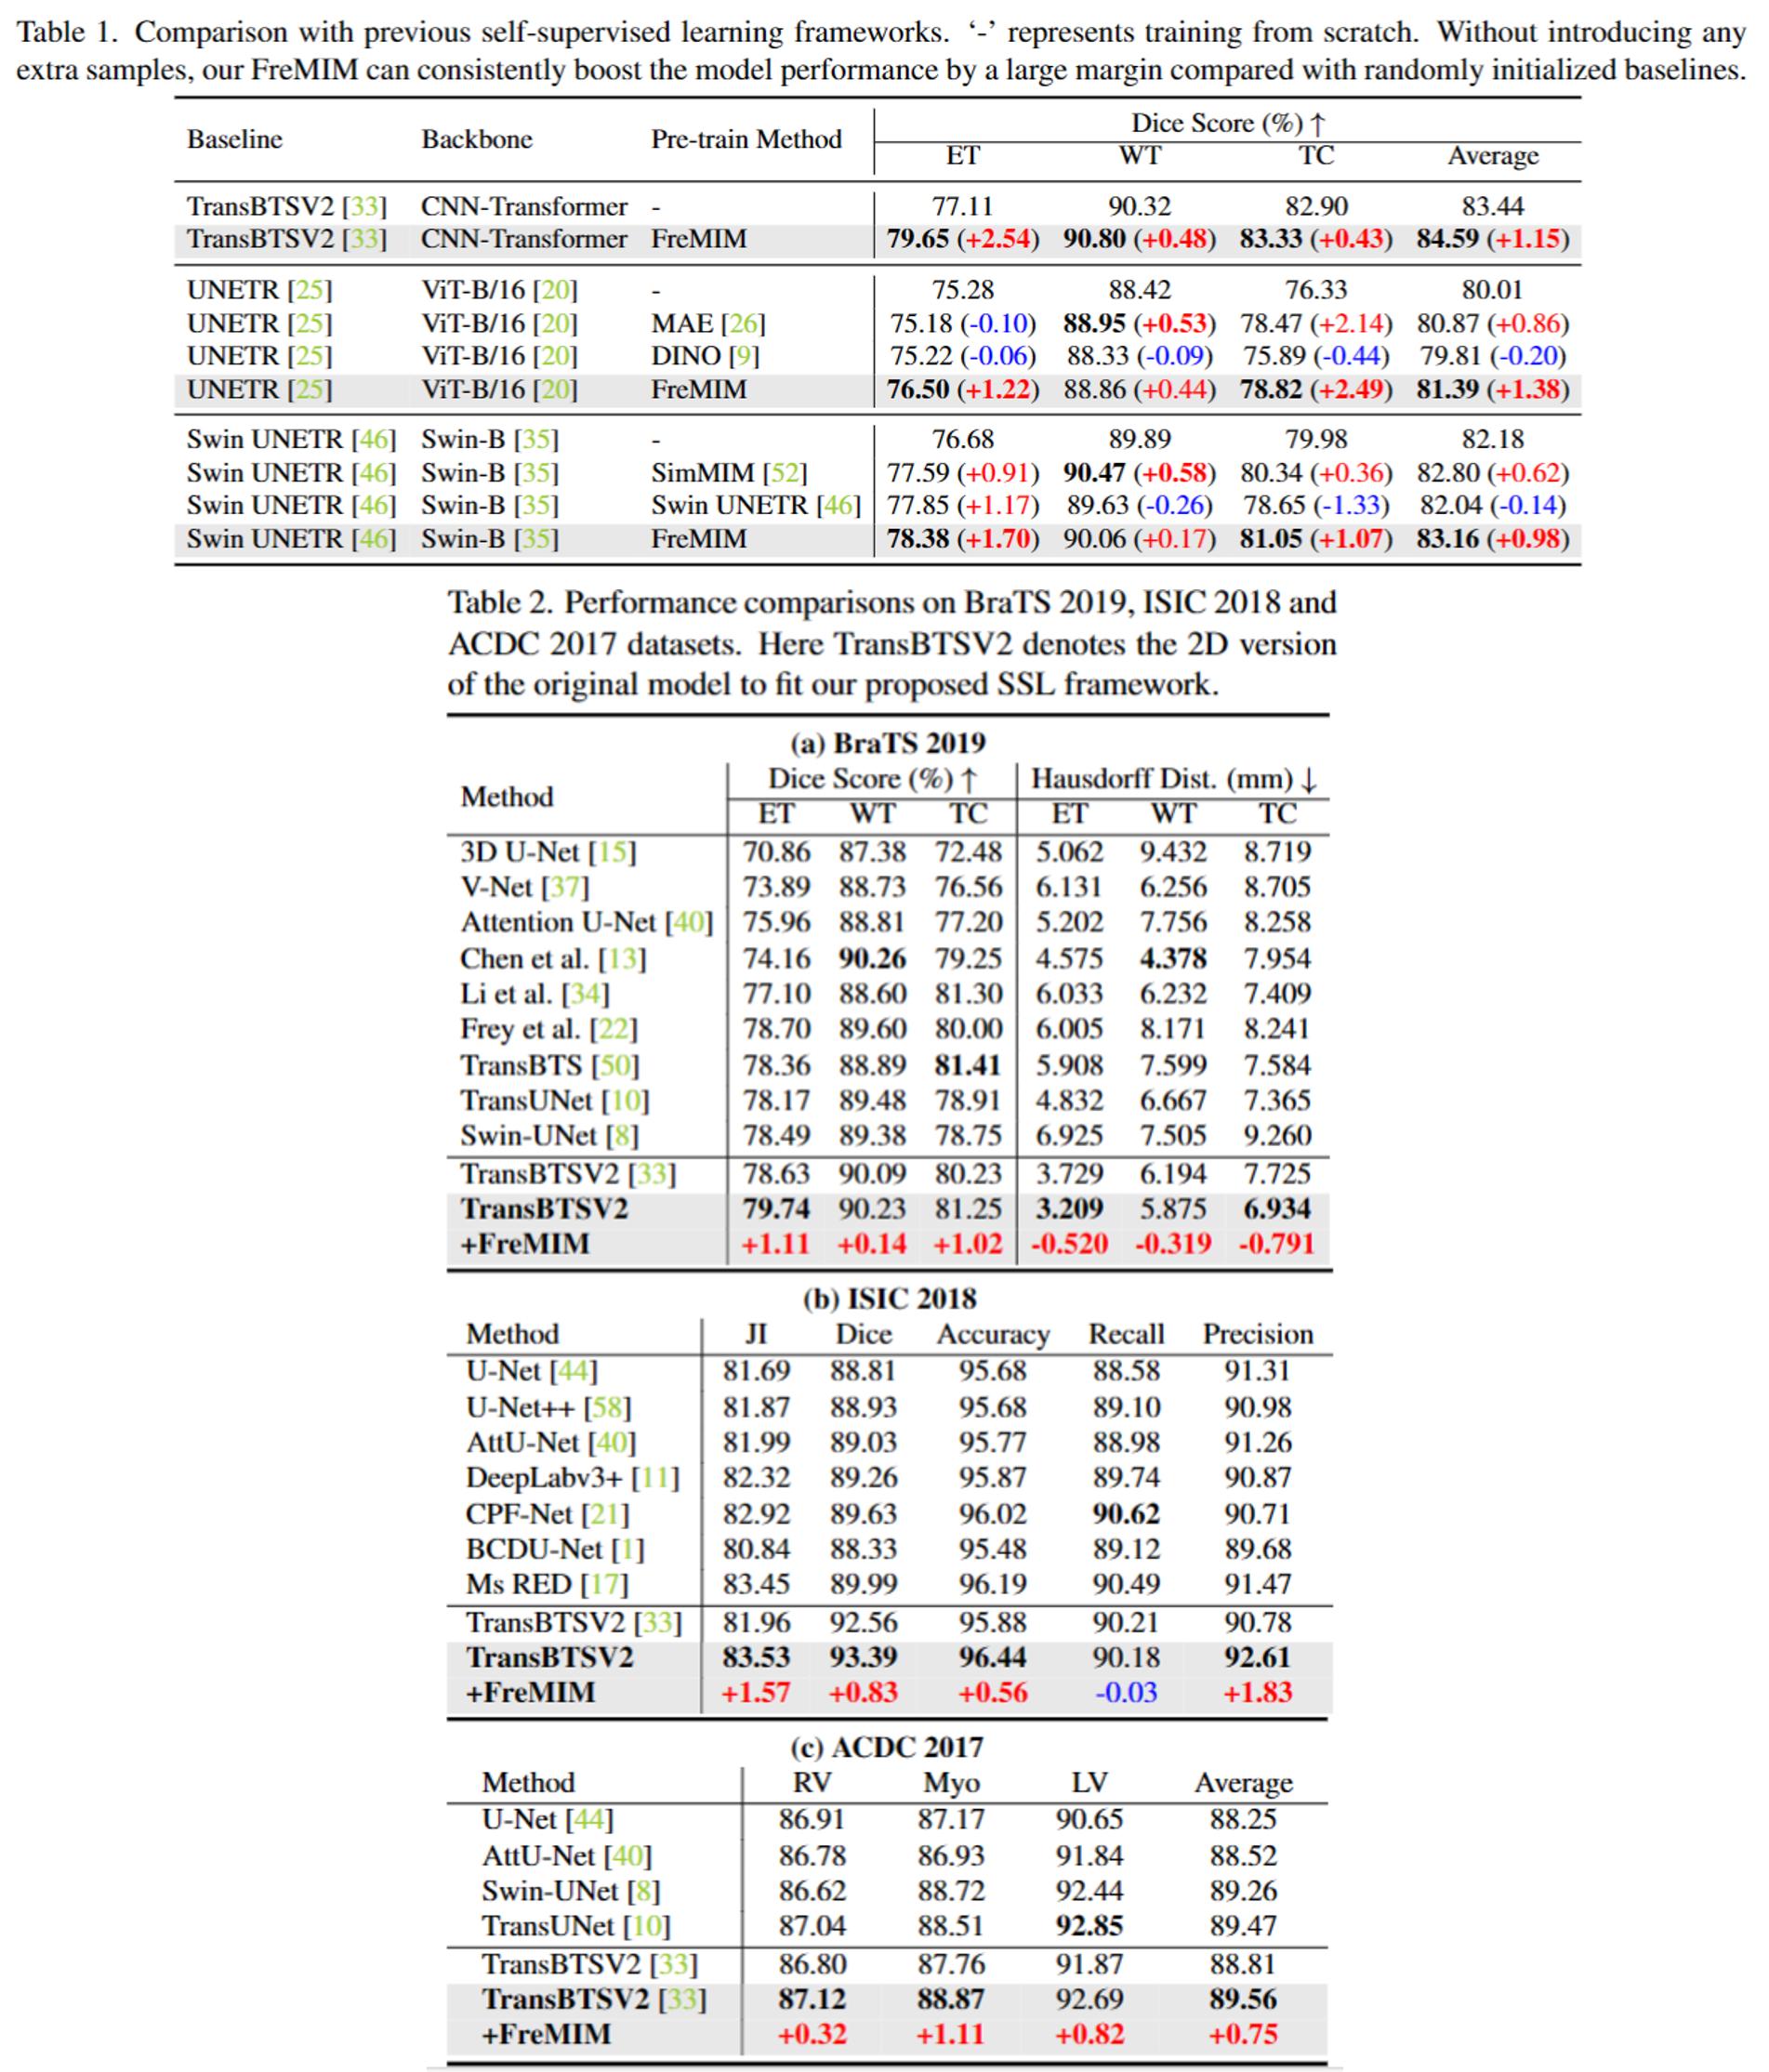 Table 1. Comparison with previous self-supervised learning frameworks. ‘-’ represents training from scratch. Without introducing any
extra samples, our FreMIM can consistently boost the model performance by a large margin compared with randomly initialized baselines.
Baseline Backbone Pre-train Method Dice Score (%) ↑
ET WT TC Average
TransBTSV2 [33] CNN-Transformer - 77.11 90.32 82.90 83.44
TransBTSV2 [33] CNN-Transformer FreMIM 79.65 (+2.54) 90.80 (+0.48) 83.33 (+0.43) 84.59 (+1.15)
UNETR [25] ViT-B/16 [20] - 75.28 88.42 76.33 80.01
UNETR [25] ViT-B/16 [20] MAE [26] 75.18 (-0.10) 88.95 (+0.53) 78.47 (+2.14) 80.87 (+0.86)
UNETR [25] ViT-B/16 [20] DINO [9] 75.22 (-0.06) 88.33 (-0.09) 75.89 (-0.44) 79.81 (-0.20)
UNETR [25] ViT-B/16 [20] FreMIM 76.50 (+1.22) 88.86 (+0.44) 78.82 (+2.49) 81.39 (+1.38)
Swin UNETR [46] Swin-B [35] - 76.68 89.89 79.98 82.18
Swin UNETR [46] Swin-B [35] SimMIM [52] 77.59 (+0.91) 90.47 (+0.58) 80.34 (+0.36) 82.80 (+0.62)
Swin UNETR [46] Swin-B [35] Swin UNETR [46] 77.85 (+1.17) 89.63 (-0.26) 78.65 (-1.33) 82.04 (-0.14)
Swin UNETR [46] Swin-B [35] FreMIM 78.38 (+1.70) 90.06 (+0.17) 81.05 (+1.07) 83.16 (+0.98)
Table 2. Performance comparisons on BraTS 2019, ISIC 2018 and
ACDC 2017 datasets. Here TransBTSV2 denotes the 2D version
of the original model to fit our proposed SSL framework.
(a) BraTS 2019
Method Dice Score (%) ↑ Hausdorff Dist. (mm) ↓
ET WT TC ET WT TC
3D U-Net [15] 70.86 87.38 72.48 5.062 9.432 8.719
V-Net [37] 73.89 88.73 76.56 6.131 6.256 8.705
Attention U-Net [40] 75.96 88.81 77.20 5.202 7.756 8.258
Chen et al. [13] 74.16 90.26 79.25 4.575 4.378 7.954
Li et al. [34] 77.10 88.60 81.30 6.033 6.232 7.409
Frey et al. [22] 78.70 89.60 80.00 6.005 8.171 8.241
TransBTS [50] 78.36 88.89 81.41 5.908 7.599 7.584
TransUNet [10] 78.17 89.48 78.91 4.832 6.667 7.365
Swin-UNet [8] 78.49 89.38 78.75 6.925 7.505 9.260
TransBTSV2 [33] 78.63 90.09 80.23 3.729 6.194 7.725
TransBTSV2 79.74 90.23 81.25 3.209 5.875 6.934
+FreMIM +1.11 +0.14 +1.02 -0.520 -0.319 -0.791
(b) ISIC 2018
Method JI Dice Accuracy Recall Precision
U-Net [44] 81.69 88.81 95.68 88.58 91.31
U-Net++ [58] 81.87 88.93 95.68 89.10 90.98
AttU-Net [40] 81.99 89.03 95.77 88.98 91.26
DeepLabv3+ [11] 82.32 89.26 95.87 89.74 90.87
CPF-Net [21] 82.92 89.63 96.02 90.62 90.71
BCDU-Net [1] 80.84 88.33 95.48 89.12 89.68
Ms RED [17] 83.45 89.99 96.19 90.49 91.47
TransBTSV2 [33] 81.96 92.56 95.88 90.21 90.78
TransBTSV2 83.53 93.39 96.44 90.18 92.61
+FreMIM +1.57 +0.83 +0.56 -0.03 +1.83
(c) ACDC 2017
Method RV Myo LV Average
U-Net [44] 86.91 87.17 90.65 88.25
AttU-Net [40] 86.78 86.93 91.84 88.52
Swin-UNet [8] 86.62 88.72 92.44 89.26
TransUNet [10] 87.04 88.51 92.85 89.47
TransBTSV2 [33] 86.80 87.76 91.87 88.81
TransBTSV2 [33] 87.12 88.87 92.69 89.56
+FreMIM +0.32 +1.11 +0.82 +0.75